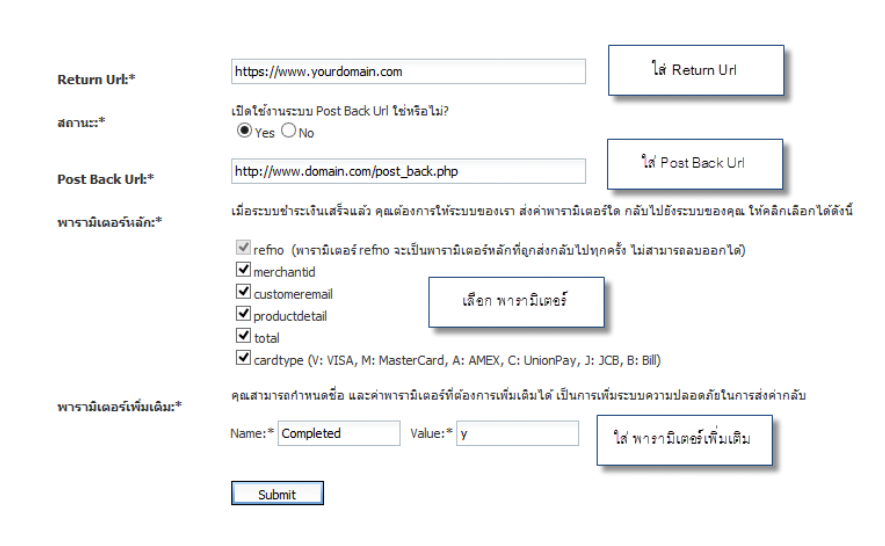 Return Url:* https://www.yourdomain.com ใส่ Return Url
สถานะ:* เปิดใช้งานระบบ Post Back Url ใช่หรือไม่?
Yes No
Post Back Url:* http://www.domain.com/post_back.php ใส่ Post Back Url
พารามิเตอร์หลัก:* เมื่อระบบชำระเงินเสร็จแล้ว คุณต้องการให้ระบบของเรา ส่งค่าพารามิเตอร์ใด กลับไปยังระบบของคุณ ให้คลิกเลือกได้ดังนี้
refno (พารามิเตอร์ refno จะเป็นพารามิเตอร์หลักที่ถูกส่งกลับไปทุกครั้ง ไม่สามารถลบออกได้)
merchantid
customeremail
productdetail
total
cardtype (V: VISA, M: MasterCard, A: AMEX, C: UnionPay, J: JCB, B: Bill)
เลือก พารามิเตอร์
พารามิเตอร์เพิ่มเติม:* คุณสามารถกำหนดชื่อ และค่าพารามิเตอร์ที่ต้องการเพิ่มเติมได้ เป็นการเพิ่มระบบความปลอดภัยในการส่งค่ากลับ
Name:* Completed Value:* y ใส่ พารามิเตอร์เพิ่มเติม
Submit